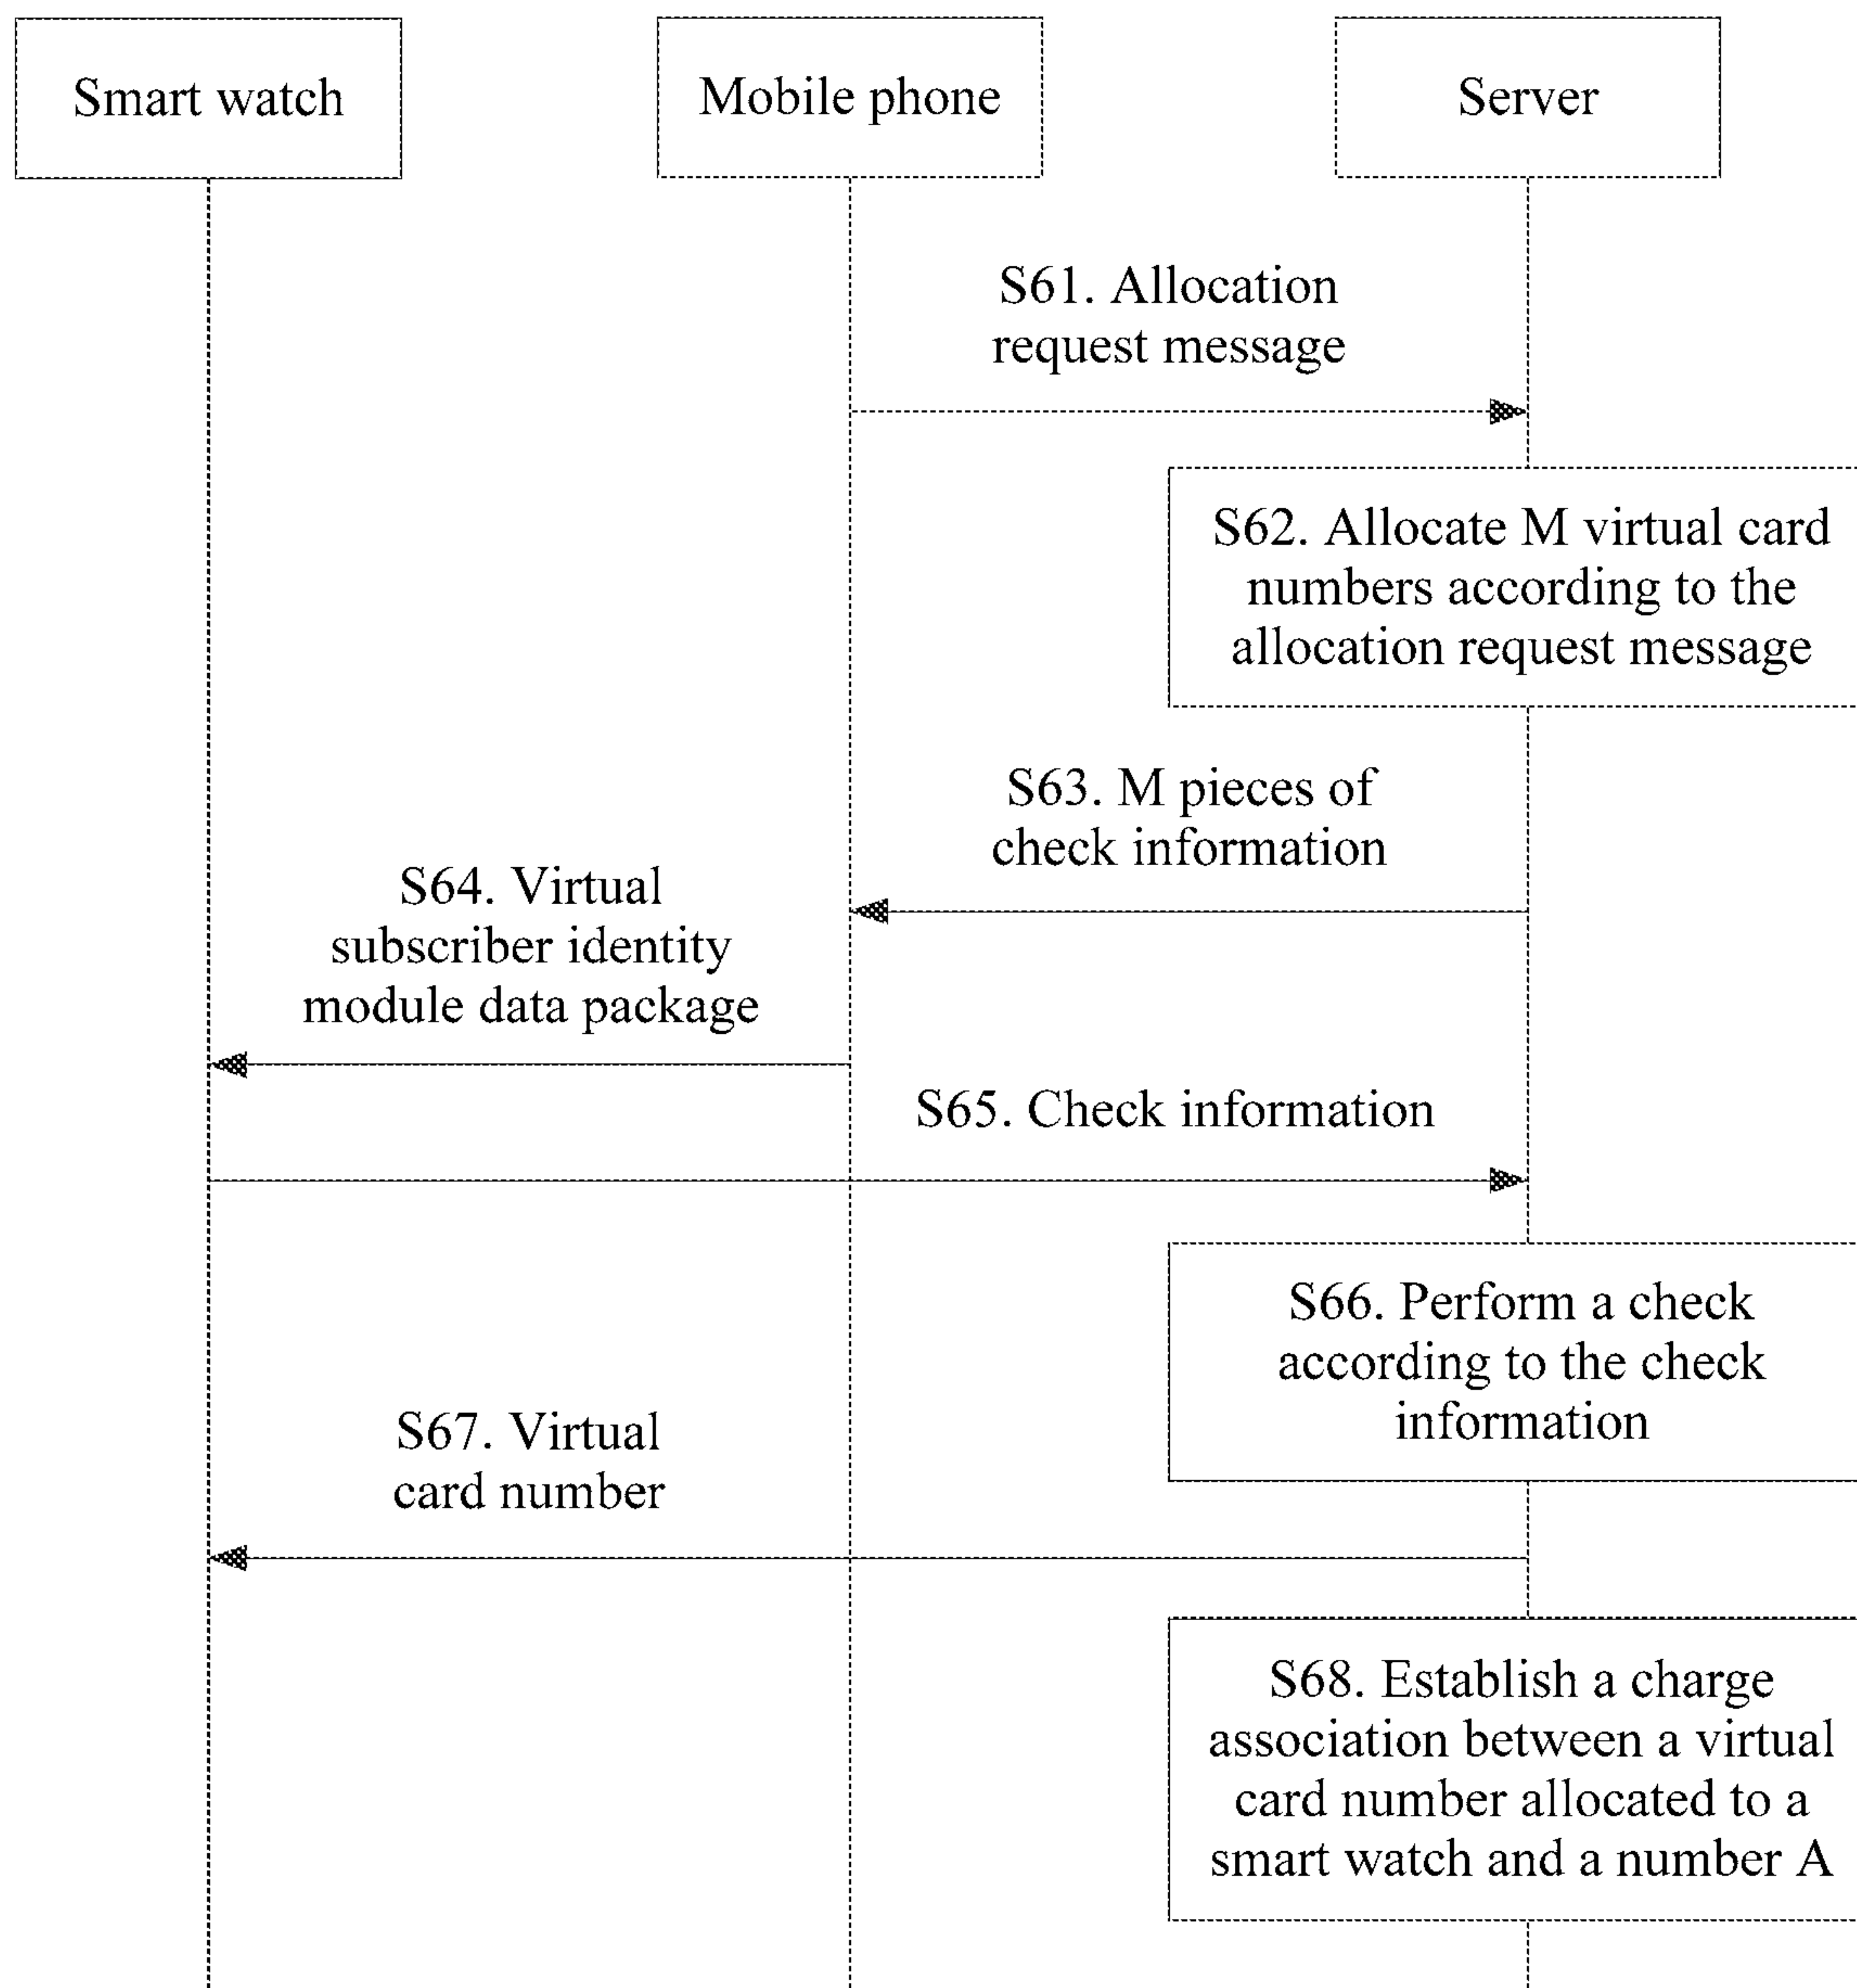 Smart watch
Mobile phone
Server
S61. Allocation
request message
S62. Allocate M virtual card
numbers according to the
allocation request message
S63. M pieces of
check information
S64. Virtual
subscriber identity
module data package
S65. Check information
S66. Perform a check
according to the check
information
S67. Virtual
card number
S68. Establish a charge
association between a virtual
card number allocated to a
smart watch and a number A